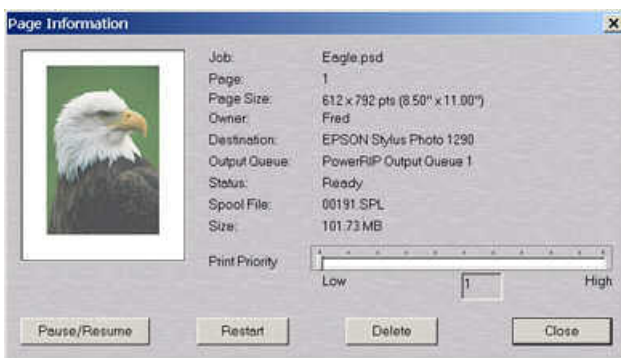 Page Information
Job: Eagle.psd
Page: 1
Page Size: 612 x 792 pts (8.50" x 11.00")
Owner: Fred
Destination: EPSON Stylus Photo 1290
Output Queue: PowerRIP Output Queue 1
Status: Ready
Spool File: 00191.SPL
Size: 101.73 MB
Print Priority
Low 1 High
Pause/Resume Restart Delete Close